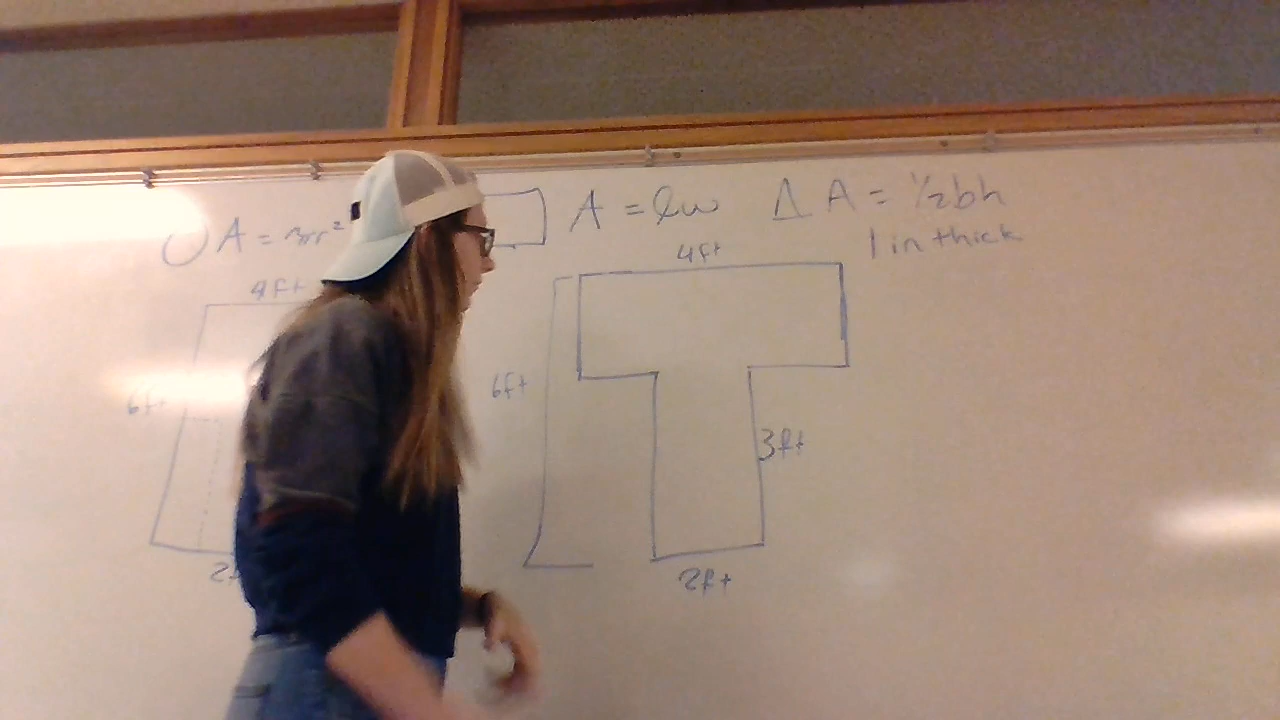 A = πr² A = lw Δ A = ½bh
1 in thick
4ft
4ft
6ft
6ft
3ft
2ft